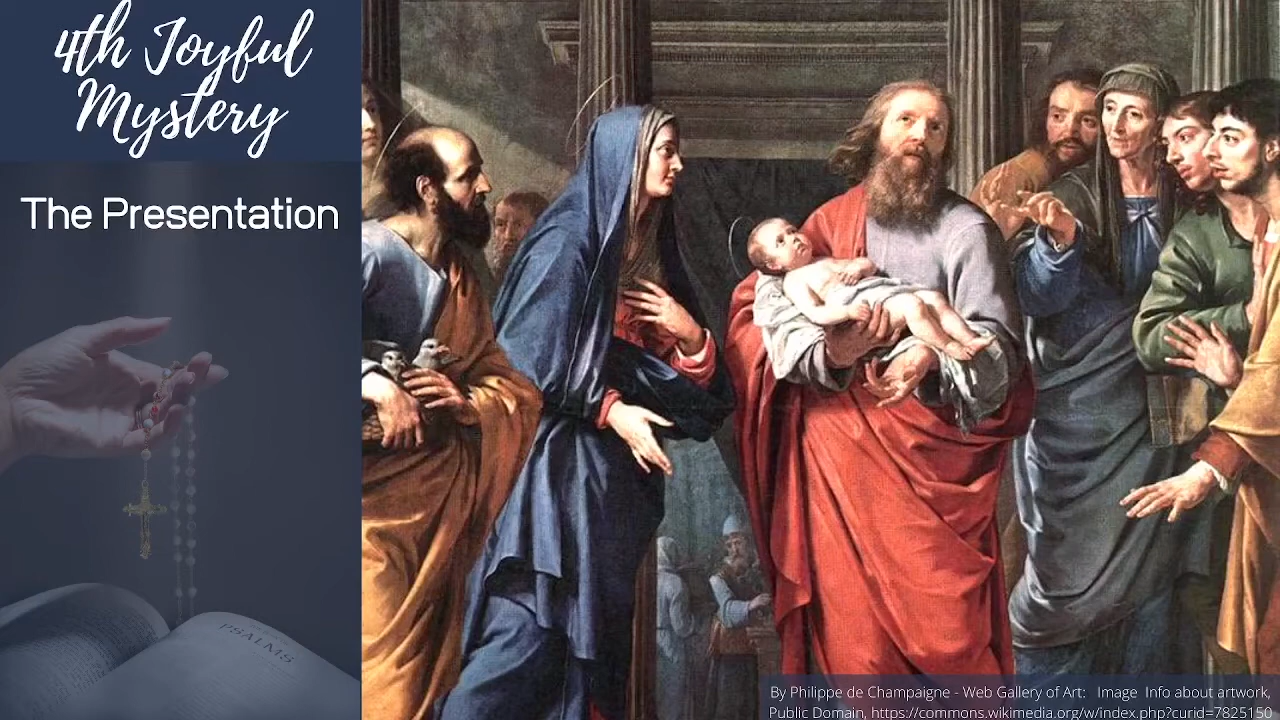 4th Joyful
Mystery
The Presentation
PSALMS
By Philippe de Champaigne - Web Gallery of Art: Image Info about artwork,
Public Domain, https://commons.wikimedia.org/w/index.php?curid=7825150